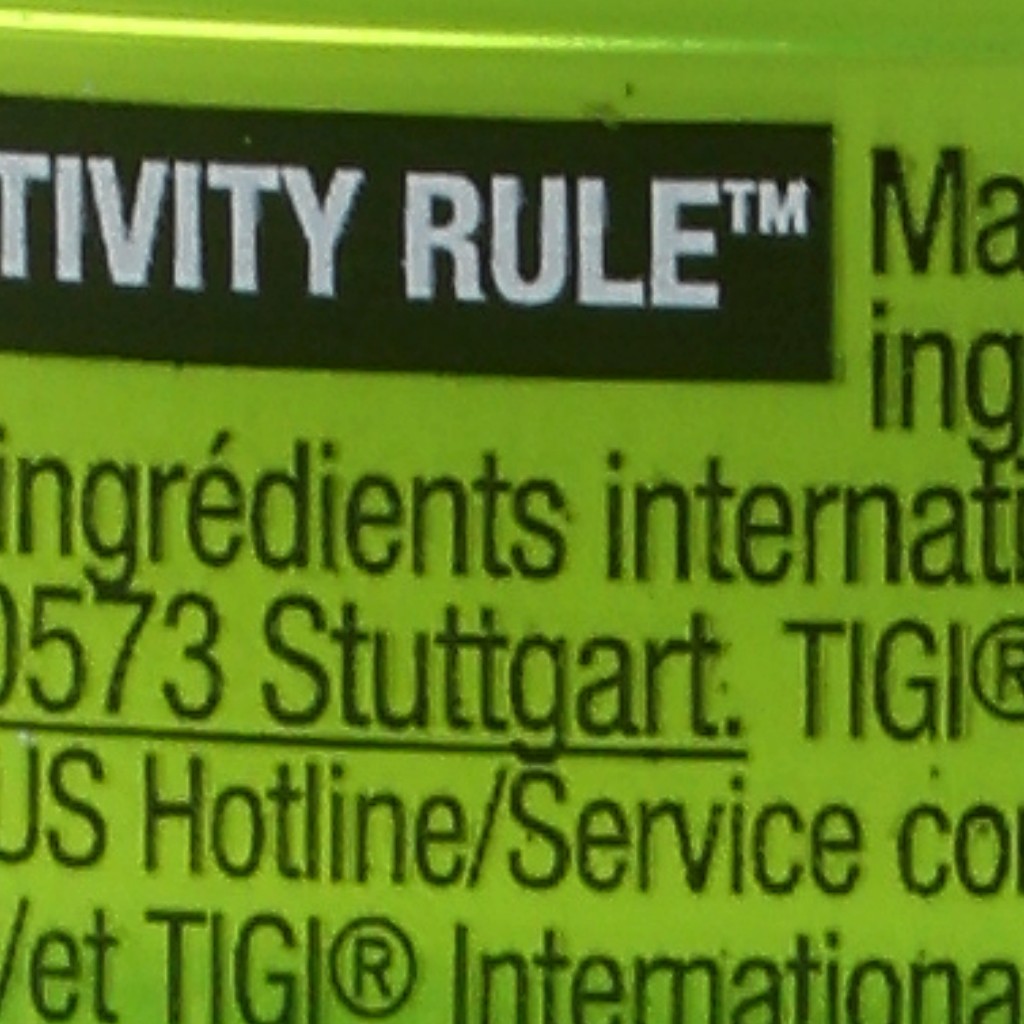 TIVITY RULE™ Ma
ing
ingrédients internati
0573 Stuttgart. TIGI®
US Hotline/Service co
/et TIGI® Internationa